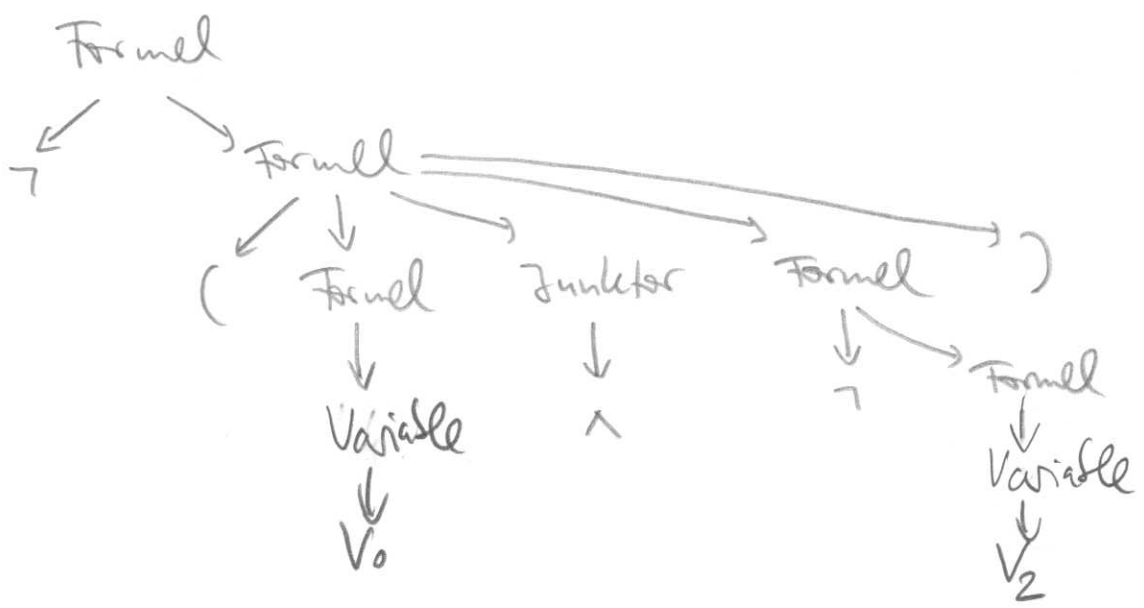 Formel
¬ Formel
( Formel Junktor Formel )
Variable ∧ ¬ Formel
V₀ Variable
V₂